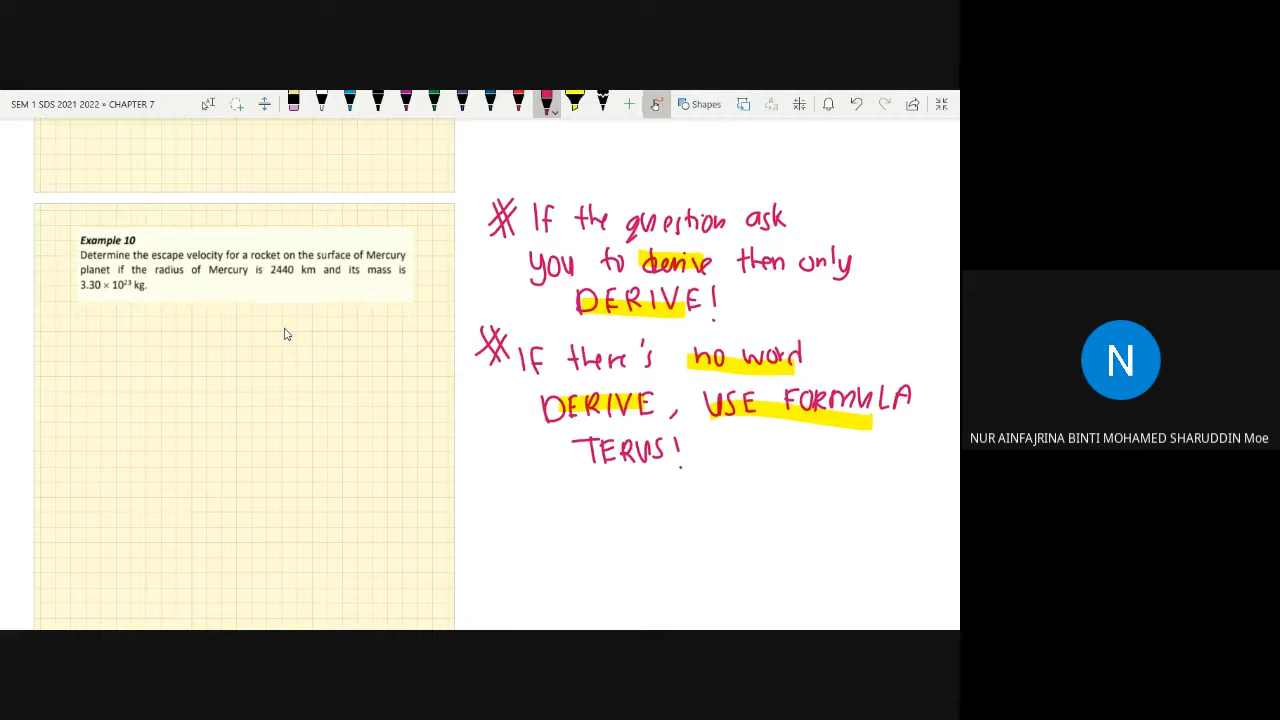 SEM 1 SDS 2021 2022 » CHAPTER 7
Shapes
Example 10
Determine the escape velocity for a rocket on the surface of Mercury
planet if the radius of Mercury is 2440 km and its mass is
3.30 × 10²³ kg.
* If the question ask
you to derive then only
DERIVE!
* If there's no word
DERIVE, USE FORMULA
TERUS!
N
NUR AINFAJRINA BINTI MOHAMED SHARUDDIN Moe